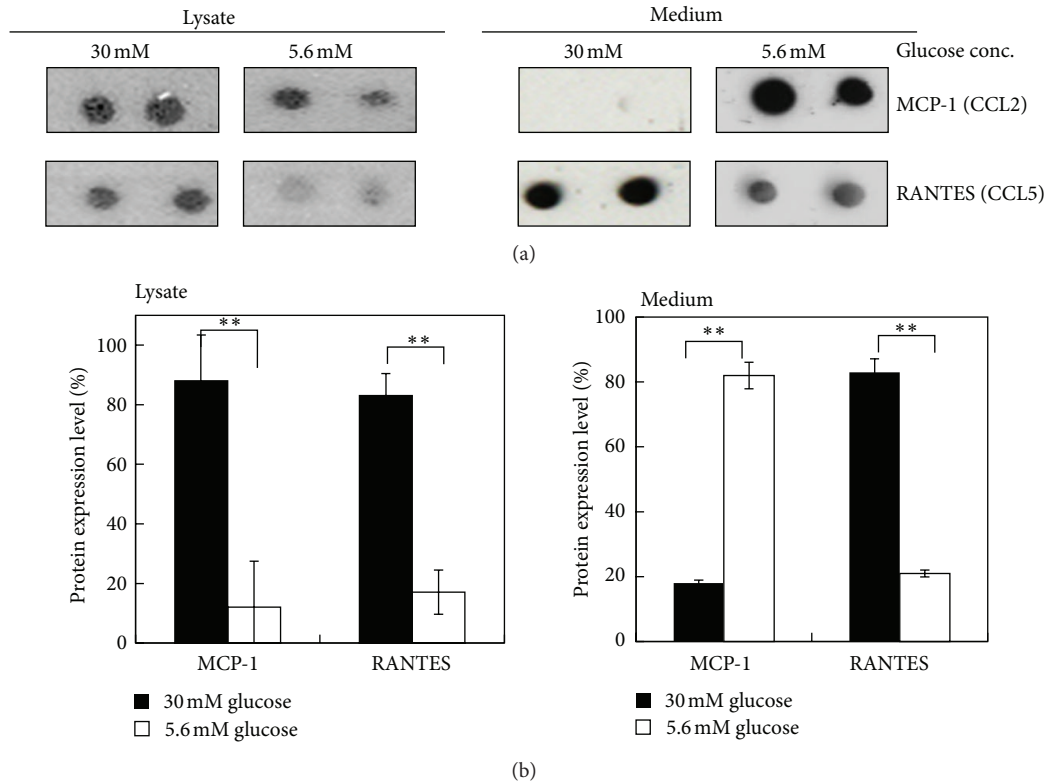 Lysate Medium
30 mM 5.6 mM 30 mM 5.6 mM Glucose conc.
MCP-1 (CCL2)
RANTES (CCL5)
(a)
Lysate
Protein expression level (%)
100
80
60
40
20
0
** **
MCP-1 RANTES
30 mM glucose
5.6 mM glucose
Medium
Protein expression level (%)
100
80
60
40
20
0
** **
MCP-1 RANTES
30 mM glucose
5.6 mM glucose
(b)